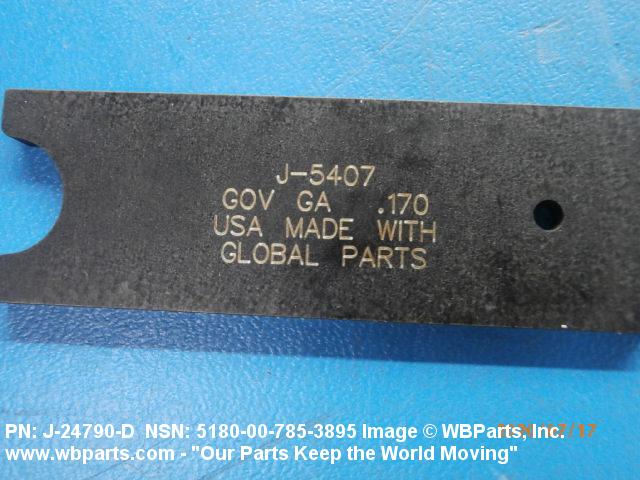 J-5407
GOV GA .170
USA MADE WITH
GLOBAL PARTS
PN: J-24790-D NSN: 5180-00-785-3895 Image © WBParts, Inc.
www.wbparts.com - "Our Parts Keep the World Moving"